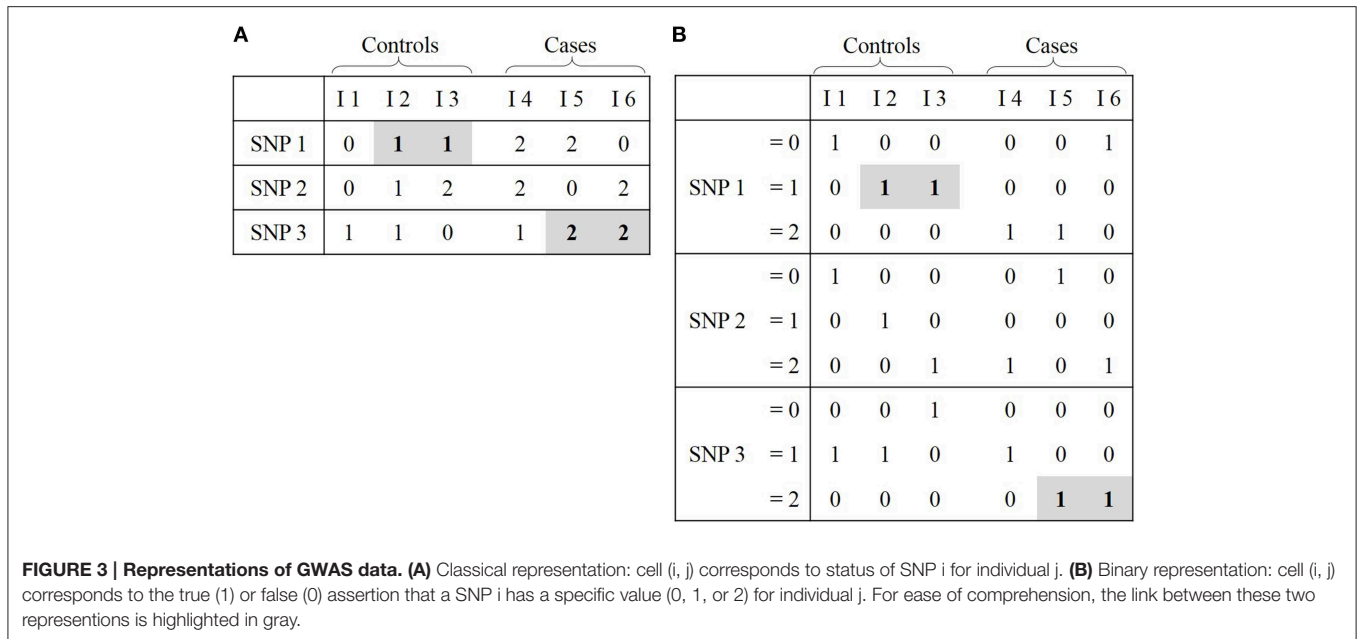 A
Controls Cases
I 1 I 2 I 3 I 4 I 5 I 6
SNP 1 0 1 1 2 2 0
SNP 2 0 1 2 2 0 2
SNP 3 1 1 0 1 2 2
B
Controls Cases
I 1 I 2 I 3 I 4 I 5 I 6
= 0 1 0 0 0 0 1
SNP 1 = 1 0 1 1 0 0 0
= 2 0 0 0 1 1 0
= 0 1 0 0 0 1 0
SNP 2 = 1 0 1 0 0 0 0
= 2 0 0 1 1 0 1
= 0 0 0 1 0 0 0
SNP 3 = 1 1 1 0 1 0 0
= 2 0 0 0 0 1 1
FIGURE 3 | Representations of GWAS data. (A) Classical representation: cell (i, j) corresponds to status of SNP i for individual j. (B) Binary representation: cell (i, j)
corresponds to the true (1) or false (0) assertion that a SNP i has a specific value (0, 1, or 2) for individual j. For ease of comprehension, the link between these two
representions is highlighted in gray.